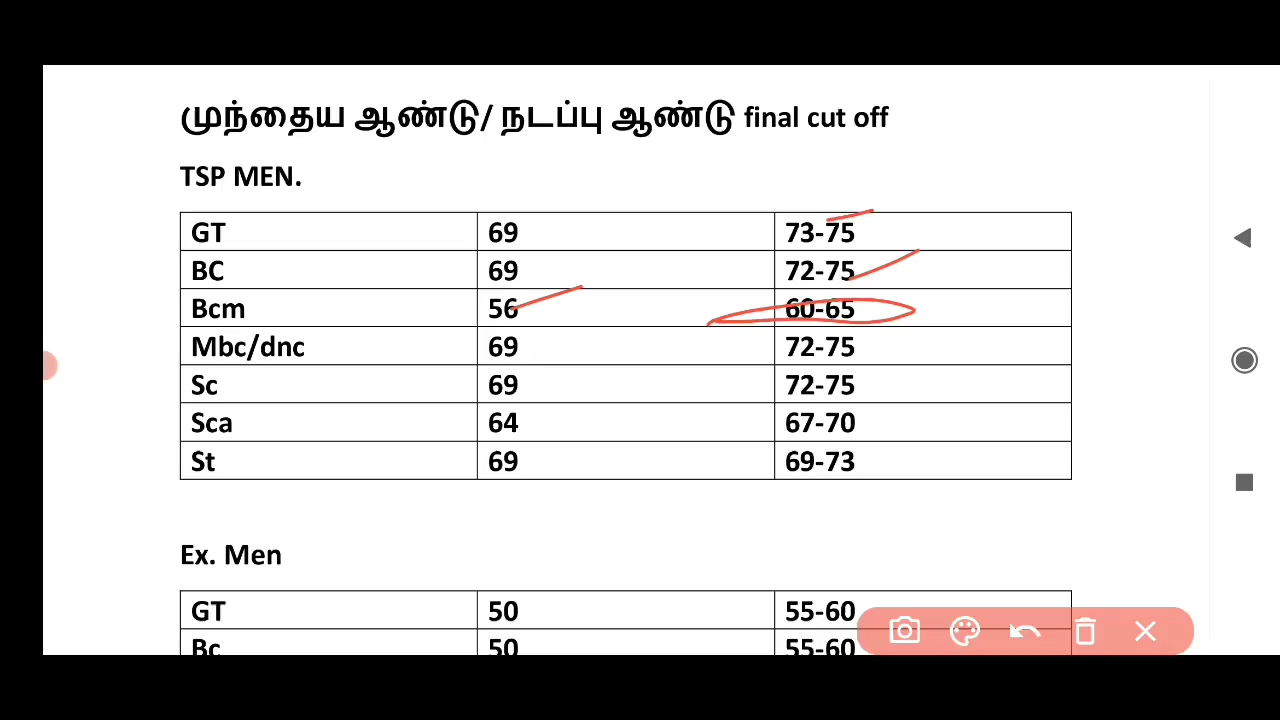 முந்தைய ஆண்டு/ நடப்பு ஆண்டு final cut off
TSP MEN.
GT 69 73-75
BC 69 72-75
Bcm 56 60-65
Mbc/dnc 69 72-75
Sc 69 72-75
Sca 64 67-70
St 69 69-73
Ex. Men
GT 50 55-60
Bc 50 55-60